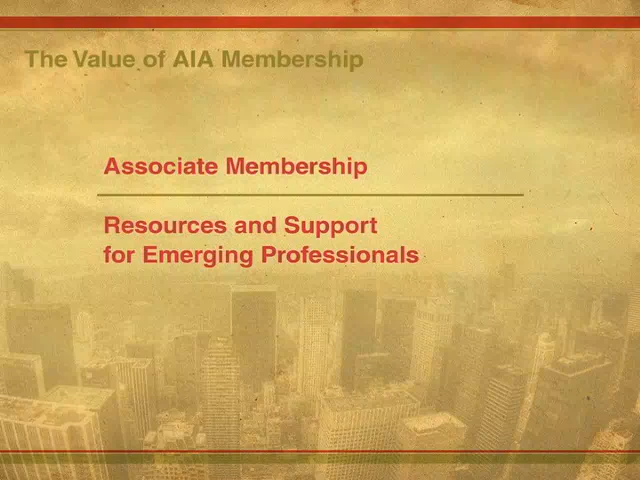 The Value of AIA Membership
Associate Membership
Resources and Support
for Emerging Professionals